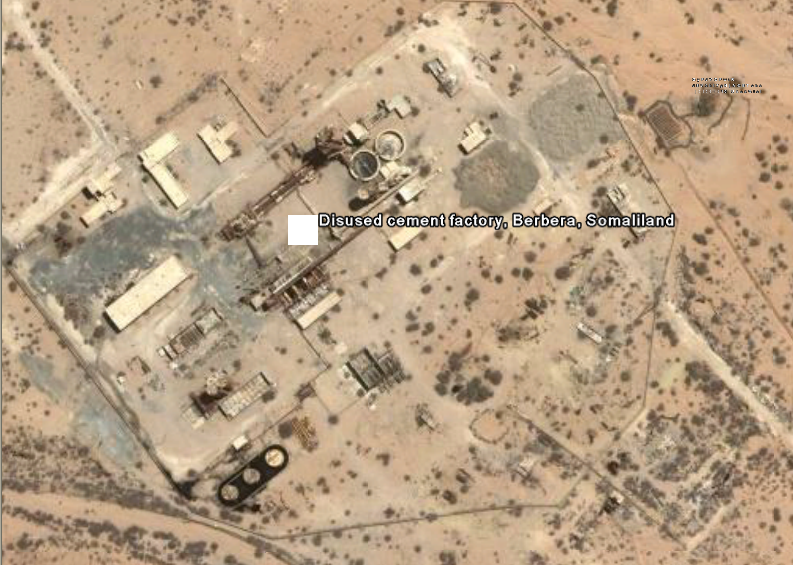 Disused cement factory, Berbera, Somaliland